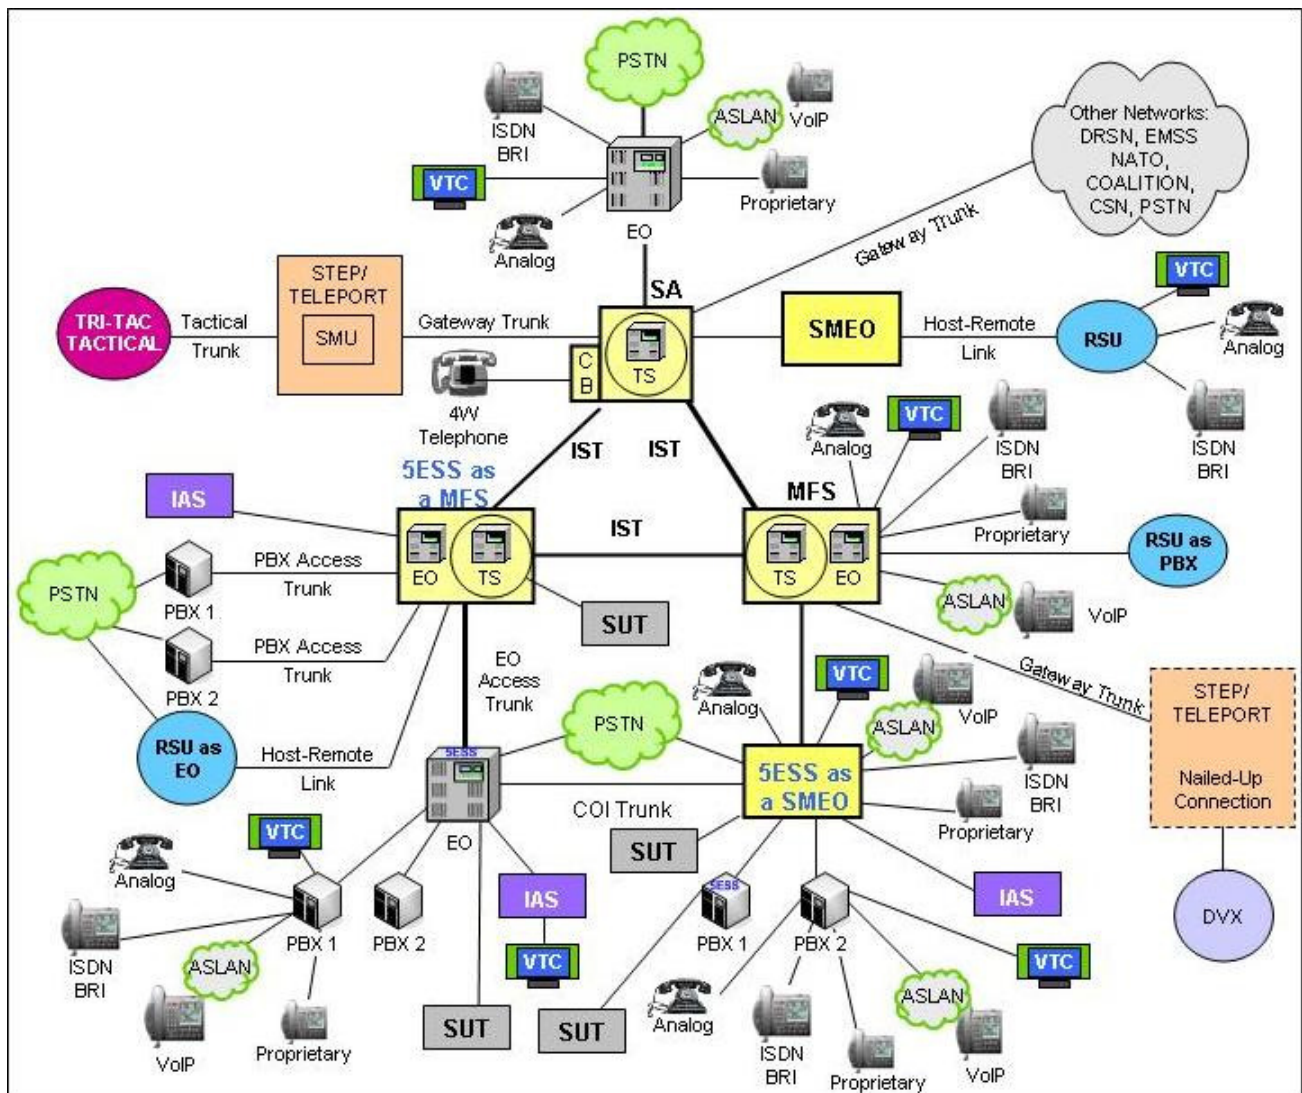 PSTN
ISDN
BRI
ASLAN
VoIP
VTC
Proprietary
Analog
EO
Other Networks:
DRSN, EMSS
NATO,
COALITION,
CSN, PSTN
Gateway Trunk
SA
TRI-TAC
TACTICAL
Tactical
Trunk
STEP/
TELEPORT
SMU
Gateway Trunk
C
B
TS
4W
Telephone
SMEO
Host-Remote
Link
RSU
VTC
Analog
ISDN
BRI
IST
IST
IST
5ESS as
a MFS
EO
TS
IAS
PSTN
PBX 1
PBX Access
Trunk
PBX 2
PBX Access
Trunk
RSU as
EO
Host-Remote
Link
SUT
MFS
TS
EO
Analog
VTC
ISDN
BRI
Proprietary
RSU as
PBX
ASLAN
VoIP
Gateway Trunk
STEP/
TELEPORT
Nailed-Up
Connection
DVX
EO
Access
Trunk
5ESS
EO
PSTN
COI Trunk
5ESS as
a SMEO
Analog
VTC
ASLAN
VoIP
ISDN
BRI
Proprietary
SUT
IAS
VTC
Analog
ISDN
BRI
ASLAN
VoIP
Proprietary
PBX 1
PBX 2
IAS
VTC
SUT
5ESS
PBX 1
SUT
PBX 2
Analog
ISDN
BRI
Proprietary
ASLAN
VoIP
VTC